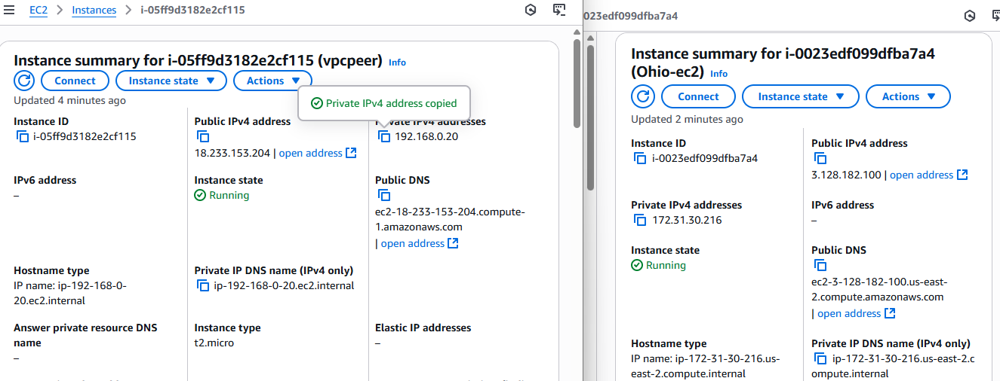 EC2 > Instances > i-05ff9d3182e2cf115
Instance summary for i-05ff9d3182e2cf115 (vpcpeer) Info
Connect Instance state Actions
Updated 4 minutes ago
Private IPv4 address copied
Instance ID
i-05ff9d3182e2cf115
Public IPv4 address
18.233.153.204 | open address
Private IPv4 addresses
192.168.0.20
IPv6 address
–
Instance state
Running
Public DNS
ec2-18-233-153-204.compute-
1.amazonaws.com
| open address
Hostname type
IP name: ip-192-168-0-
20.ec2.internal
Private IP DNS name (IPv4 only)
ip-192-168-0-20.ec2.internal
Answer private resource DNS
name
–
Instance type
t2.micro
Elastic IP addresses
–
023edf099dfba7a4
Instance summary for i-0023edf099dfba7a4
(Ohio-ec2) Info
Connect Instance state Actions
Updated 2 minutes ago
Instance ID
i-0023edf099dfba7a4
Public IPv4 address
3.128.182.100 | open address
Private IPv4 addresses
172.31.30.216
IPv6 address
–
Instance state
Running
Public DNS
ec2-3-128-182-100.us-east-
2.compute.amazonaws.com
| open address
Hostname type
IP name: ip-172-31-30-216.us-
east-2.compute.internal
Private IP DNS name (IPv4 only)
ip-172-31-30-216.us-east-2.c
ompute.internal